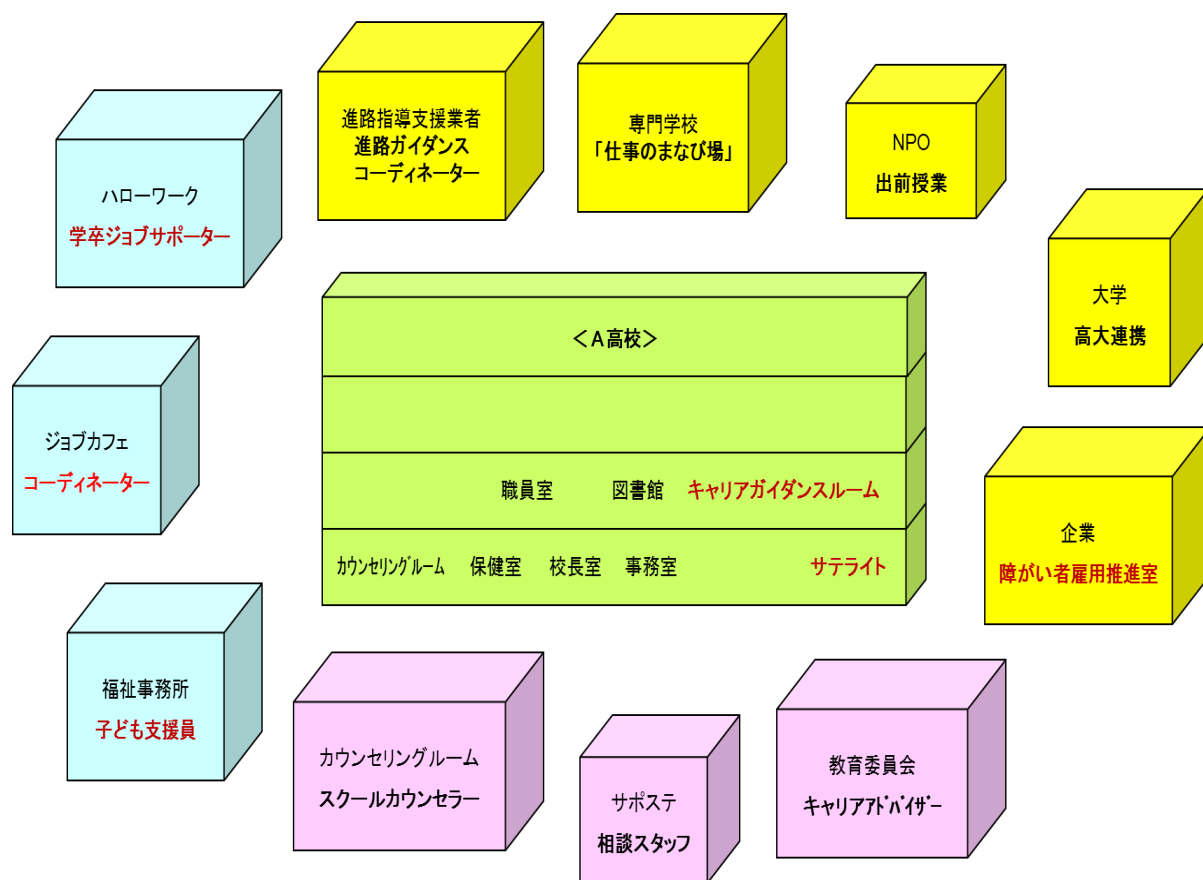 進路指導支援業者
進路ガイダンス
コーディネーター
専門学校
「仕事のまなび場」
NPO
出前授業
ハローワーク
学卒ジョブサポーター
大学
高大連携
＜A高校＞
ジョブカフェ
コーディネーター
職員室 図書館 キャリアガイダンスルーム
カウンセリングルーム 保健室 校長室 事務室 サテライト
企業
障がい者雇用推進室
福祉事務所
子ども支援員
カウンセリングルーム
スクールカウンセラー
サポステ
相談スタッフ
教育委員会
キャリアアドバイザー